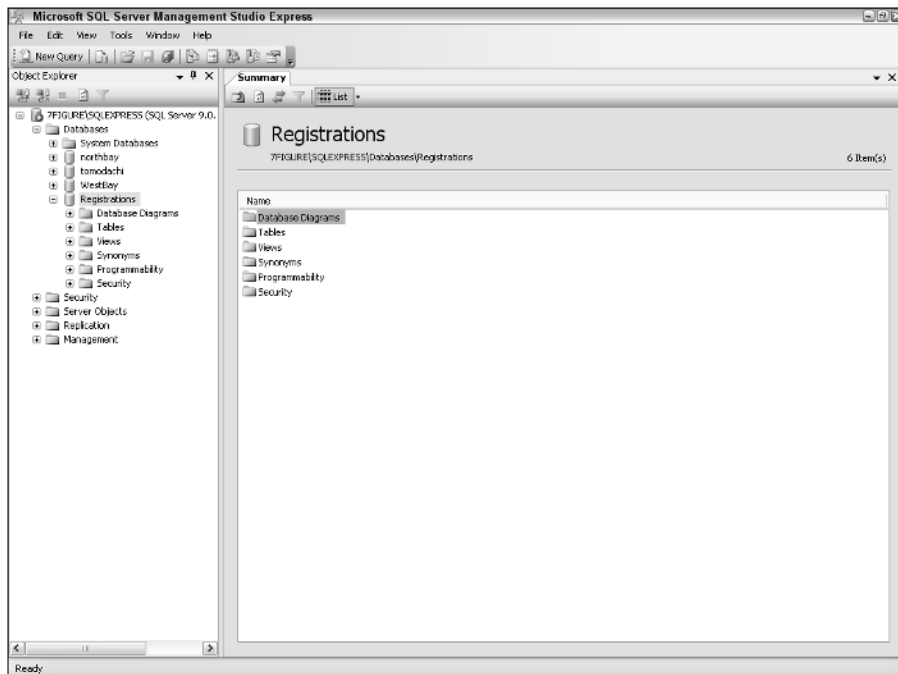 Microsoft SQL Server Management Studio Express
File Edit View Tools Window Help
New Query
Object Explorer
7FIGURE\SQLEXPRESS (SQL Server 9.0.
Databases
System Databases
northbay
tomodachi
WestBay
Registrations
Database Diagrams
Tables
Views
Synonyms
Programmability
Security
Security
Server Objects
Replication
Management
Summary
List
Registrations
7FIGURE\SQLEXPRESS\Databases\Registrations
6 Item(s)
Name
Database Diagrams
Tables
Views
Synonyms
Programmability
Security
Ready